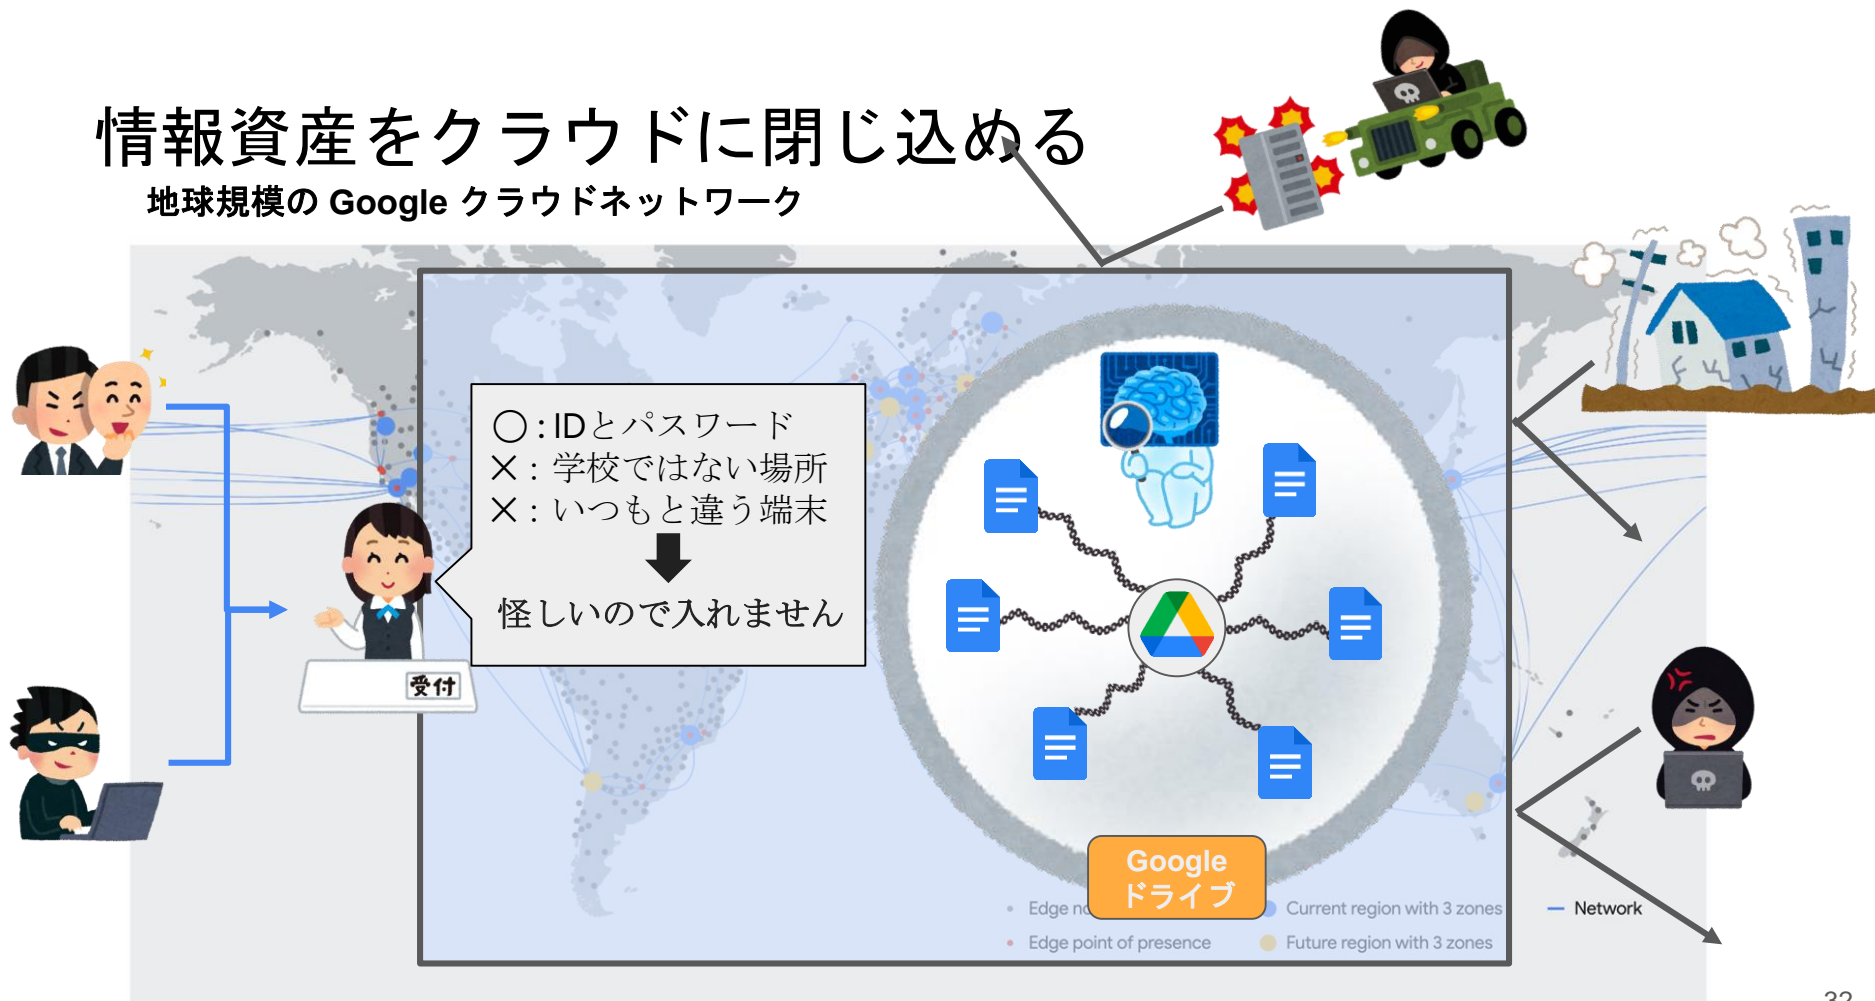 情報資産をクラウドに閉じ込める
地球規模の Google クラウドネットワーク
〇 : IDとパスワード
✕ : 学校ではない場所
✕ : いつもと違う端末
怪しいので入れません
受付
Google
ドライブ
Edge no
Current region with 3 zones
Network
Edge point of presence
Future region with 3 zones
32